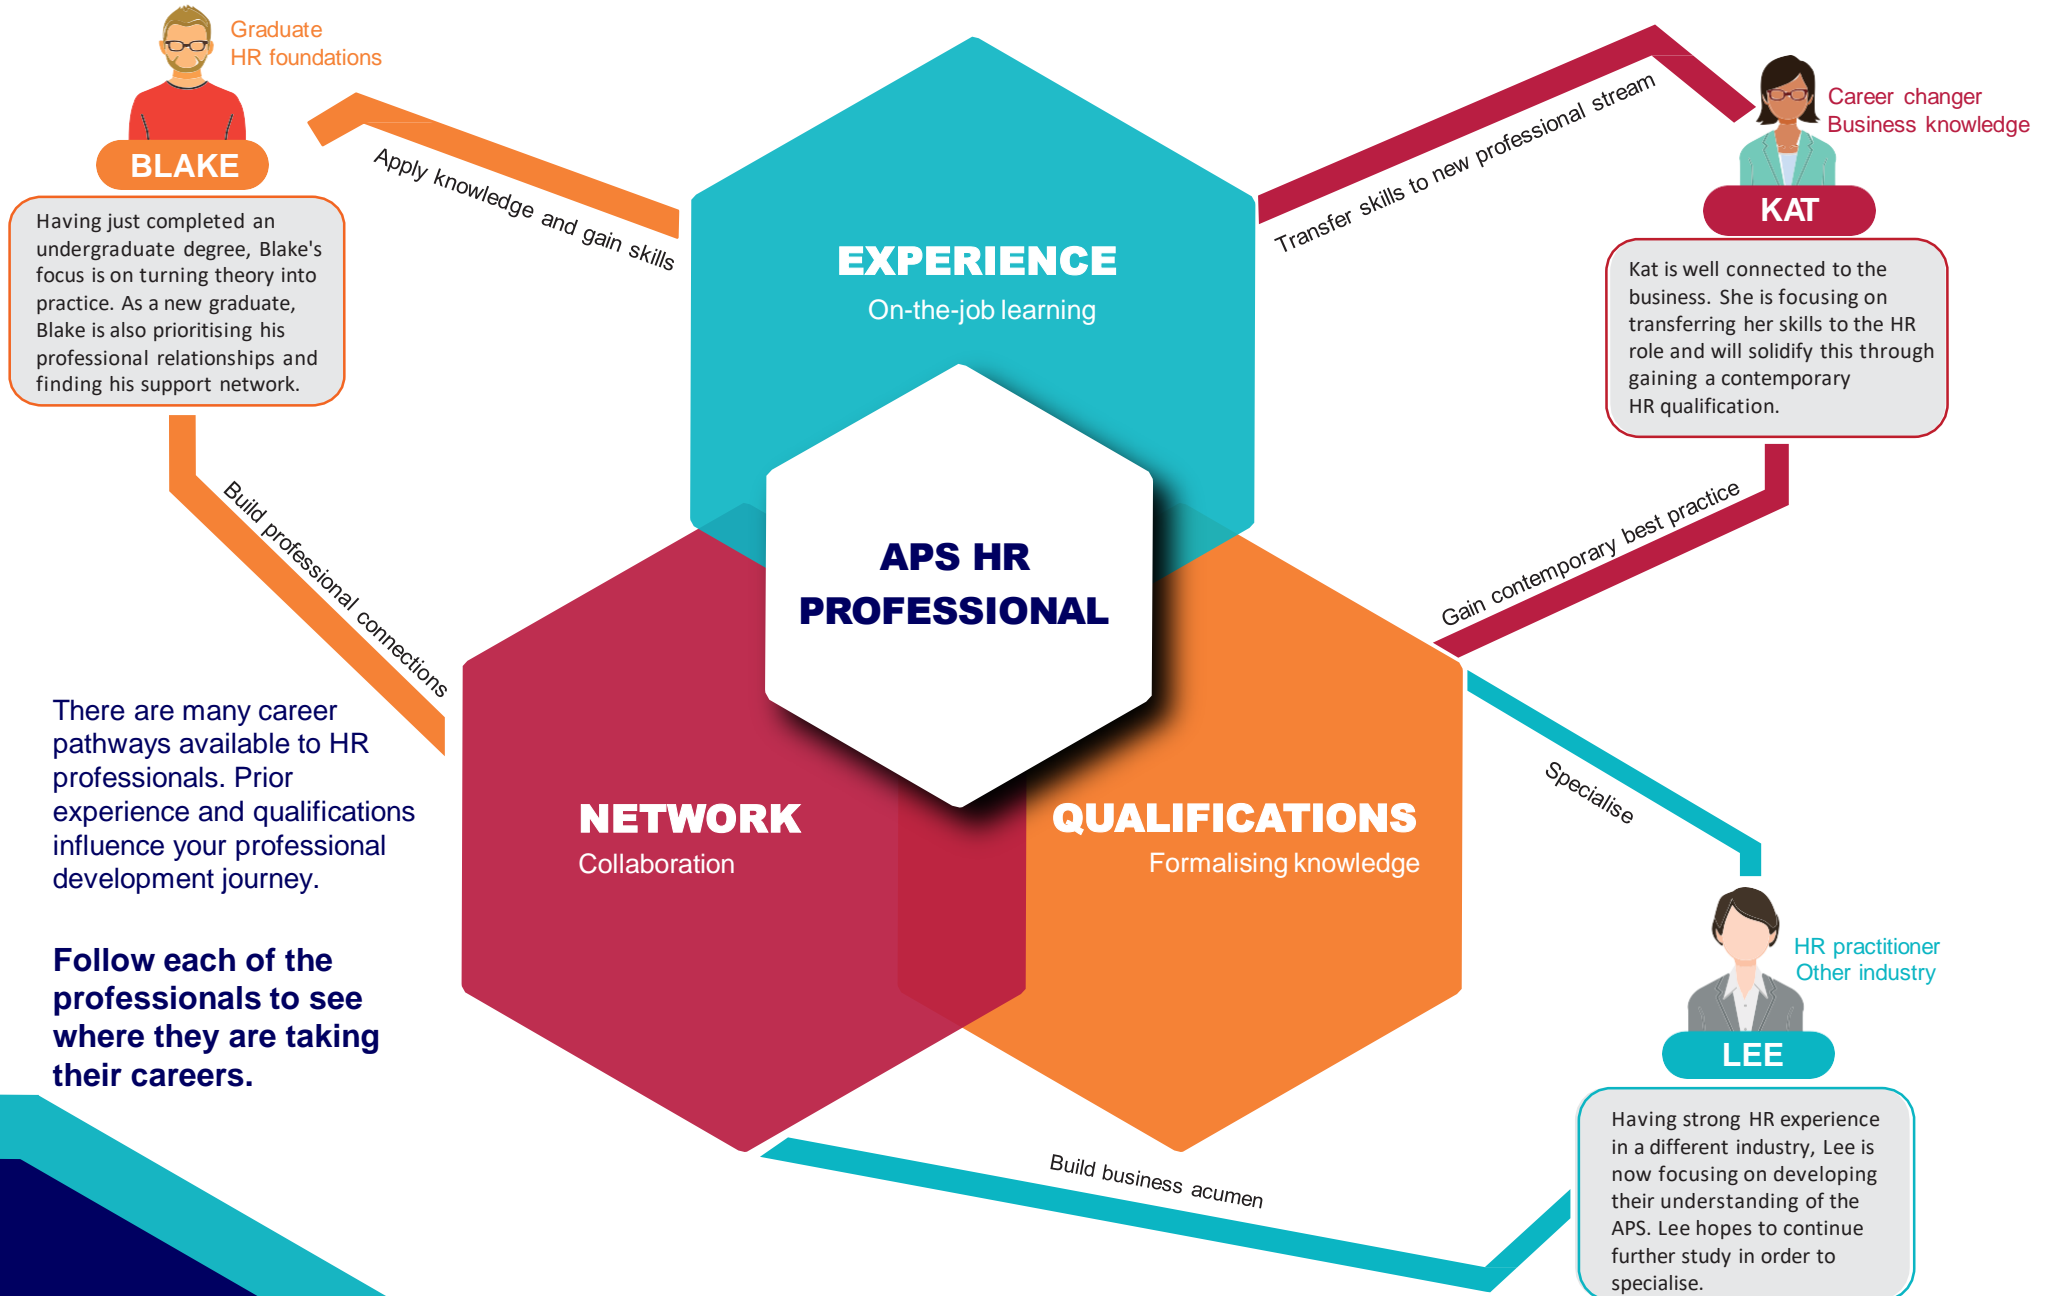 Graduate
HR foundations
BLAKE
Having just completed an
undergraduate degree, Blake's
focus is on turning theory into
practice. As a new graduate,
Blake is also prioritising his
professional relationships and
finding his support network.
Apply knowledge and gain skills
Build professional connections
EXPERIENCE
On-the-job learning
Transfer skills to new professional stream
Career changer
Business knowledge
KAT
Kat is well connected to the
business. She is focusing on
transferring her skills to the HR
role and will solidify this through
gaining a contemporary
HR qualification.
Gain contemporary best practice
APS HR
PROFESSIONAL
There are many career
pathways available to HR
professionals. Prior
experience and qualifications
influence your professional
development journey.
Follow each of the
professionals to see
where they are taking
their careers.
NETWORK
Collaboration
QUALIFICATIONS
Formalising knowledge
Specialise
HR practitioner
Other industry
LEE
Having strong HR experience
in a different industry, Lee is
now focusing on developing
their understanding of the
APS. Lee hopes to continue
further study in order to
specialise.
Build business acumen